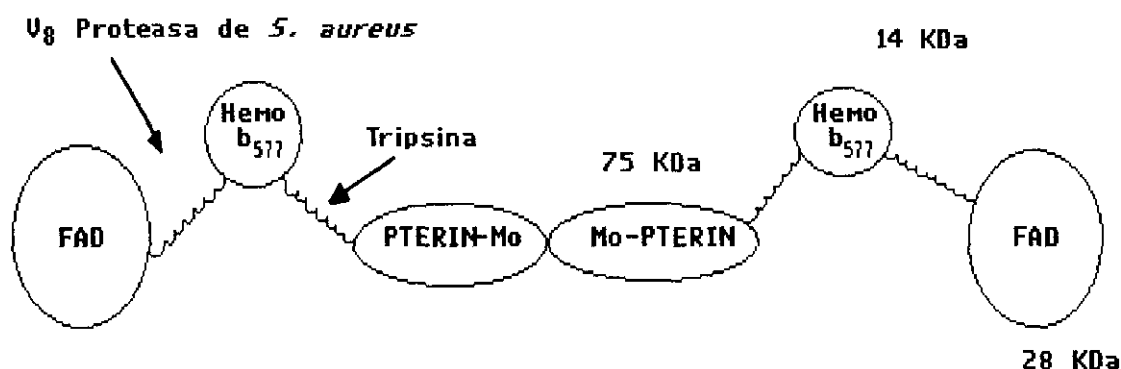 V₈ Proteasa de S. aureus
14 KDa
Hemo
b₅₇₇
Hemo
b₅₇₇
Tripsina
75 KDa
FAD
PTERIN-Mo
Mo-PTERIN
FAD
28 KDa